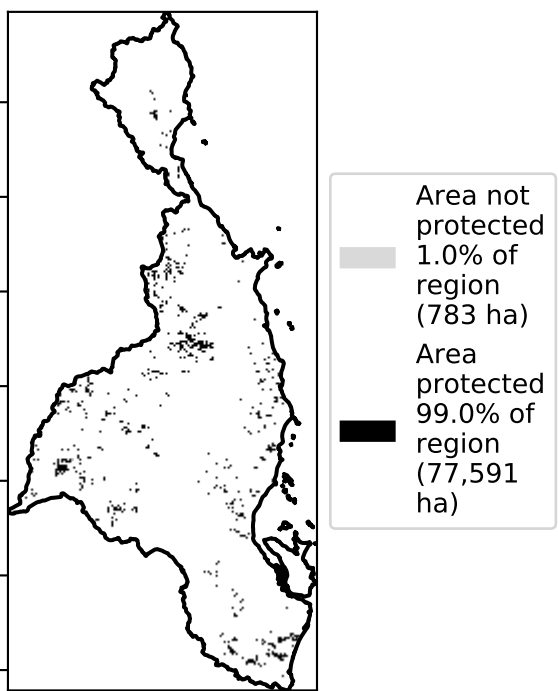 Area not
protected
1.0% of
region
(783 ha)
Area
protected
99.0% of
region
(77,591
ha)